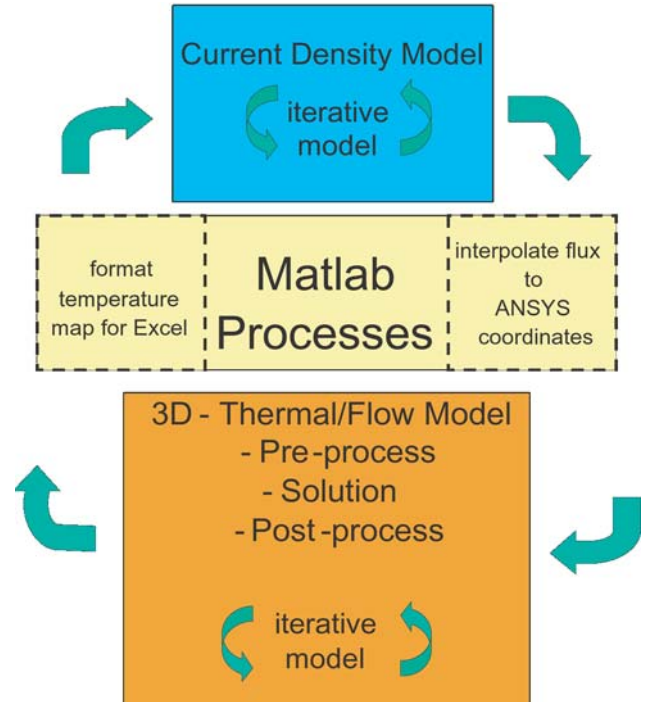 Current Density Model
iterative
model
format
temperature
map for Excel
Matlab
Processes
interpolate flux
to
ANSYS
coordinates
3D - Thermal/Flow Model
- Pre-process
- Solution
- Post-process
iterative
model